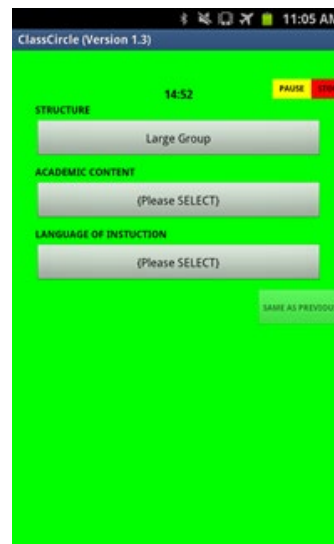 11:05 AM
ClassCircle (Version 1.3)
14:52
PAUSE
STOP
STRUCTURE
Large Group
ACADEMIC CONTENT
(Please SELECT)
LANGUAGE OF INSTUCTION
(Please SELECT)
SAME AS PREVIOUS